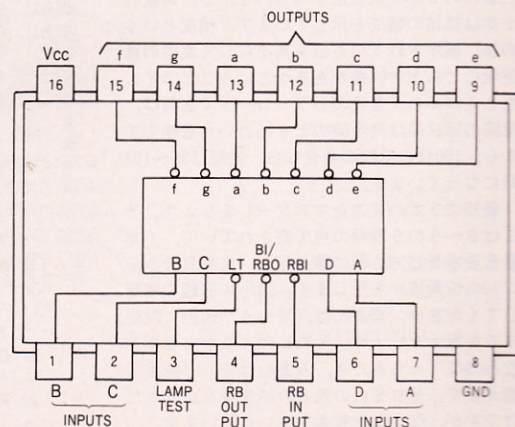 OUTPUTS
Vcc f g a b c d e
16 15 14 13 12 11 10 9
f g a b c d e
BI/
B C LT RBO RBI D A
1 2 3 4 5 6 7 8
B C LAMP RB RB D A GND
TEST OUT IN
INPUTS PUT PUT INPUTS